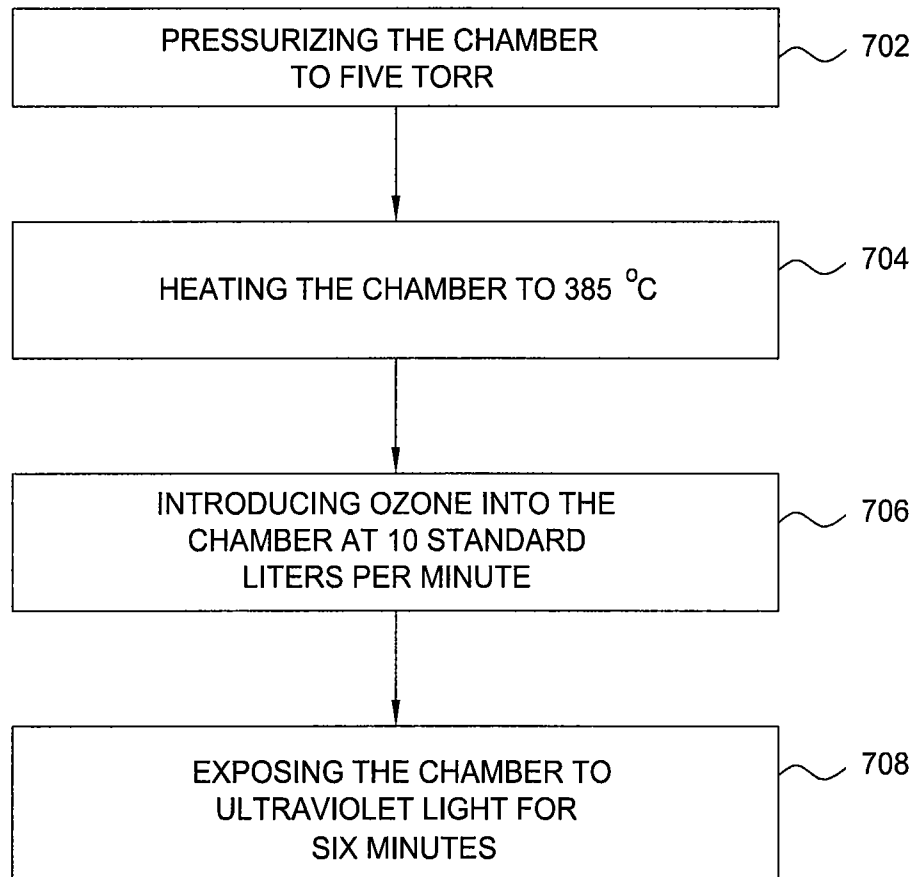 PRESSURIZING THE CHAMBER
TO FIVE TORR
702
HEATING THE CHAMBER TO 385 °C
704
INTRODUCING OZONE INTO THE
CHAMBER AT 10 STANDARD
LITERS PER MINUTE
706
EXPOSING THE CHAMBER TO
ULTRAVIOLET LIGHT FOR
SIX MINUTES
708